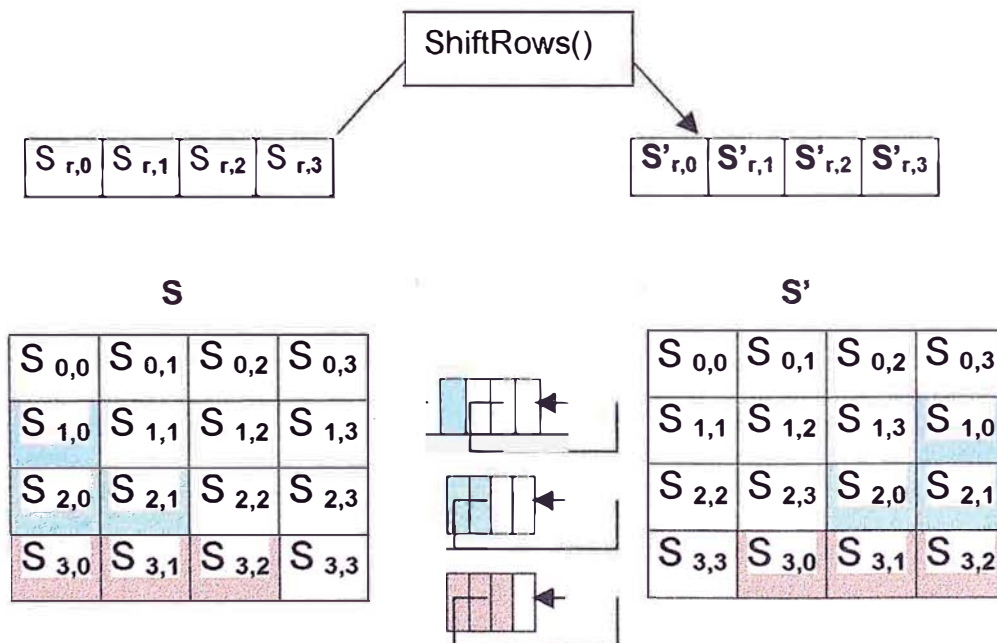 ShiftRows()
S r,0 S r,1 S r,2 S r,3
S'r,0 S'r,1 S'r,2 S'r,3
S
S'
S 0,0 S 0,1 S 0,2 S 0,3
S 1,0 S 1,1 S 1,2 S 1,3
S 2,0 S 2,1 S 2,2 S 2,3
S 3,0 S 3,1 S 3,2 S 3,3
S 0,0 S 0,1 S 0,2 S 0,3
S 1,1 S 1,2 S 1,3 S 1,0
S 2,2 S 2,3 S 2,0 S 2,1
S 3,3 S 3,0 S 3,1 S 3,2